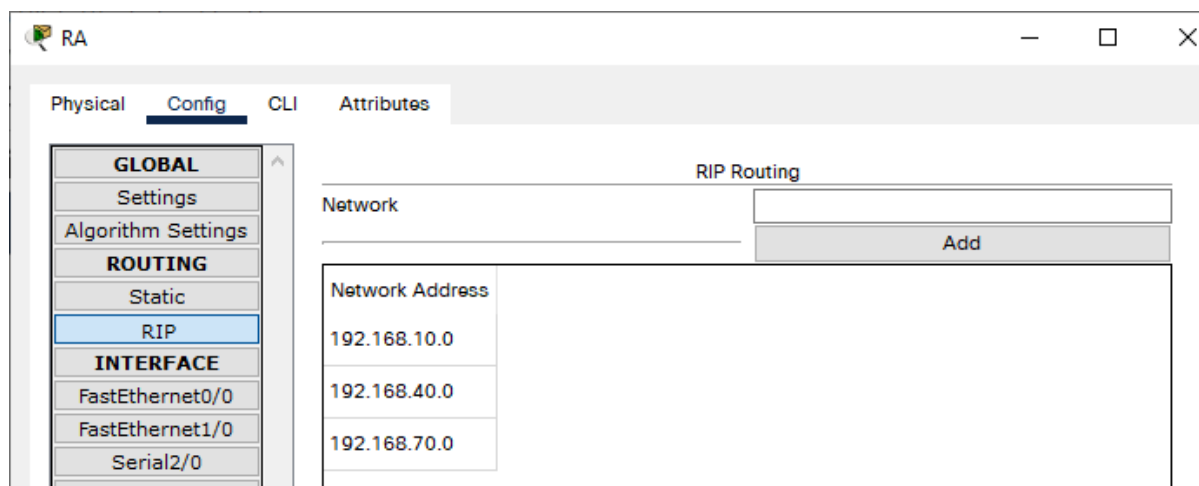 RA
Physical Config CLI Attributes
GLOBAL
Settings
Algorithm Settings
ROUTING
Static
RIP
INTERFACE
FastEthernet0/0
FastEthernet1/0
Serial2/0
RIP Routing
Network
Add
Network Address
192.168.10.0
192.168.40.0
192.168.70.0